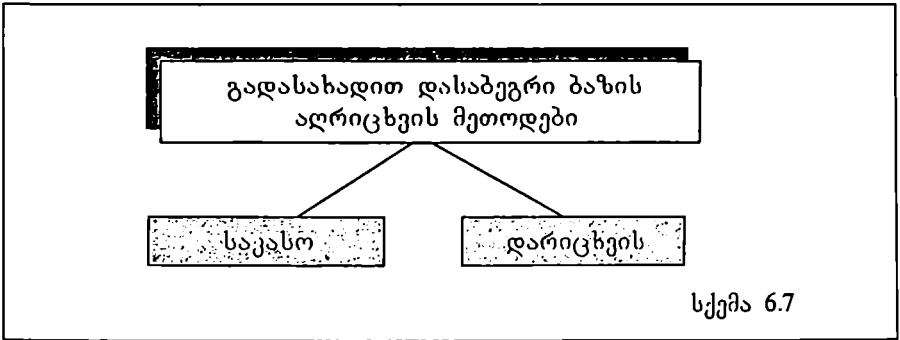 გადასახადით დასაბეგრი ბაზის
აღრიცხვის მეთოდები
საკასო
დარიცხვის
სქემა 6.7